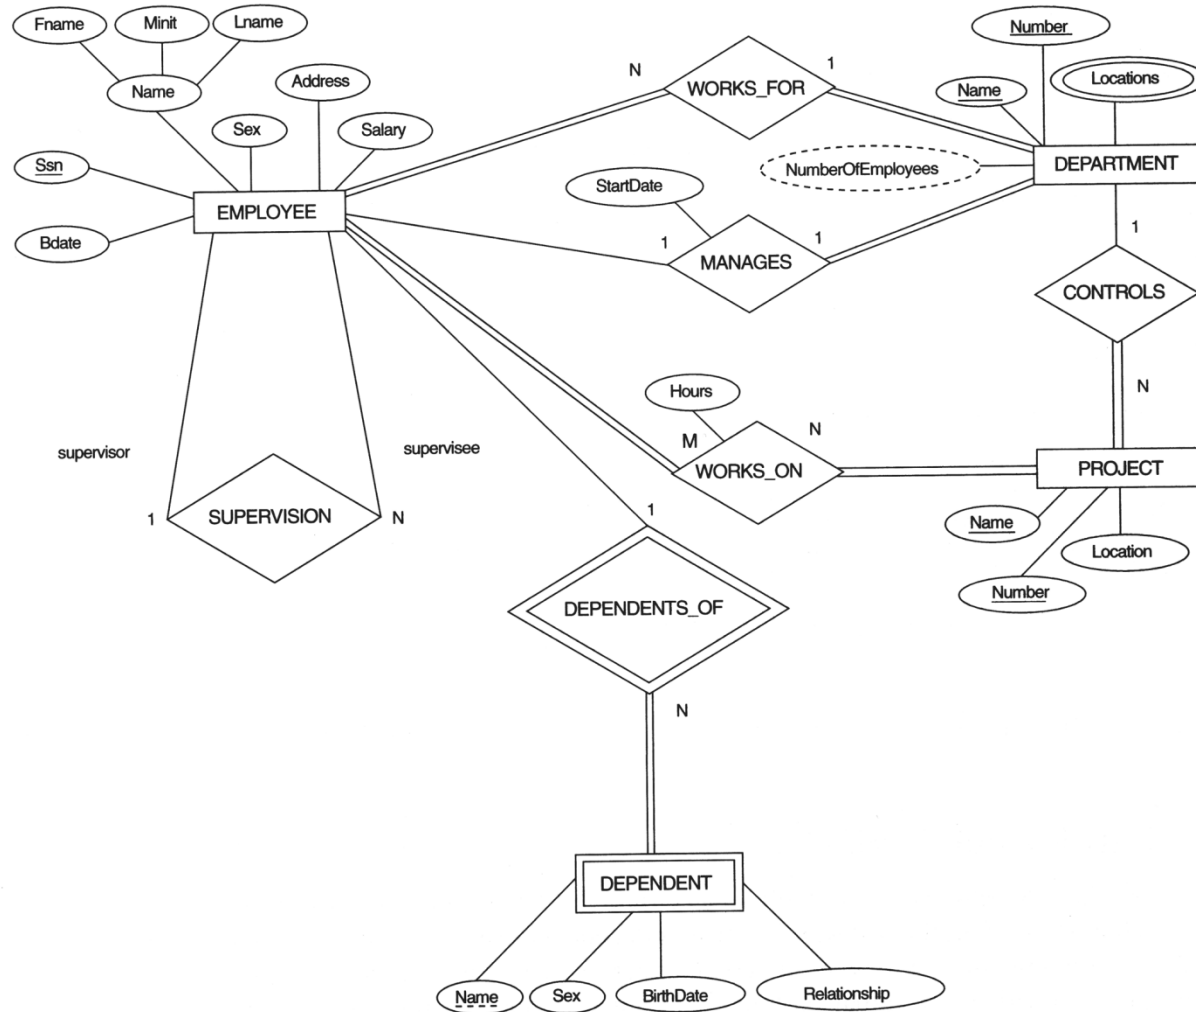 Fname
Minit
Lname
Number
Name
Address
N
WORKS_FOR
1
Locations
Name
Sex
Salary
Ssn
StartDate
NumberOfEmployees
DEPARTMENT
EMPLOYEE
Bdate
1
MANAGES
1
1
CONTROLS
Hours
N
M
N
supervisor
supervisee
WORKS_ON
PROJECT
1
SUPERVISION
N
1
Name
Location
Number
DEPENDENTS_OF
N
DEPENDENT
Name
Sex
BirthDate
Relationship